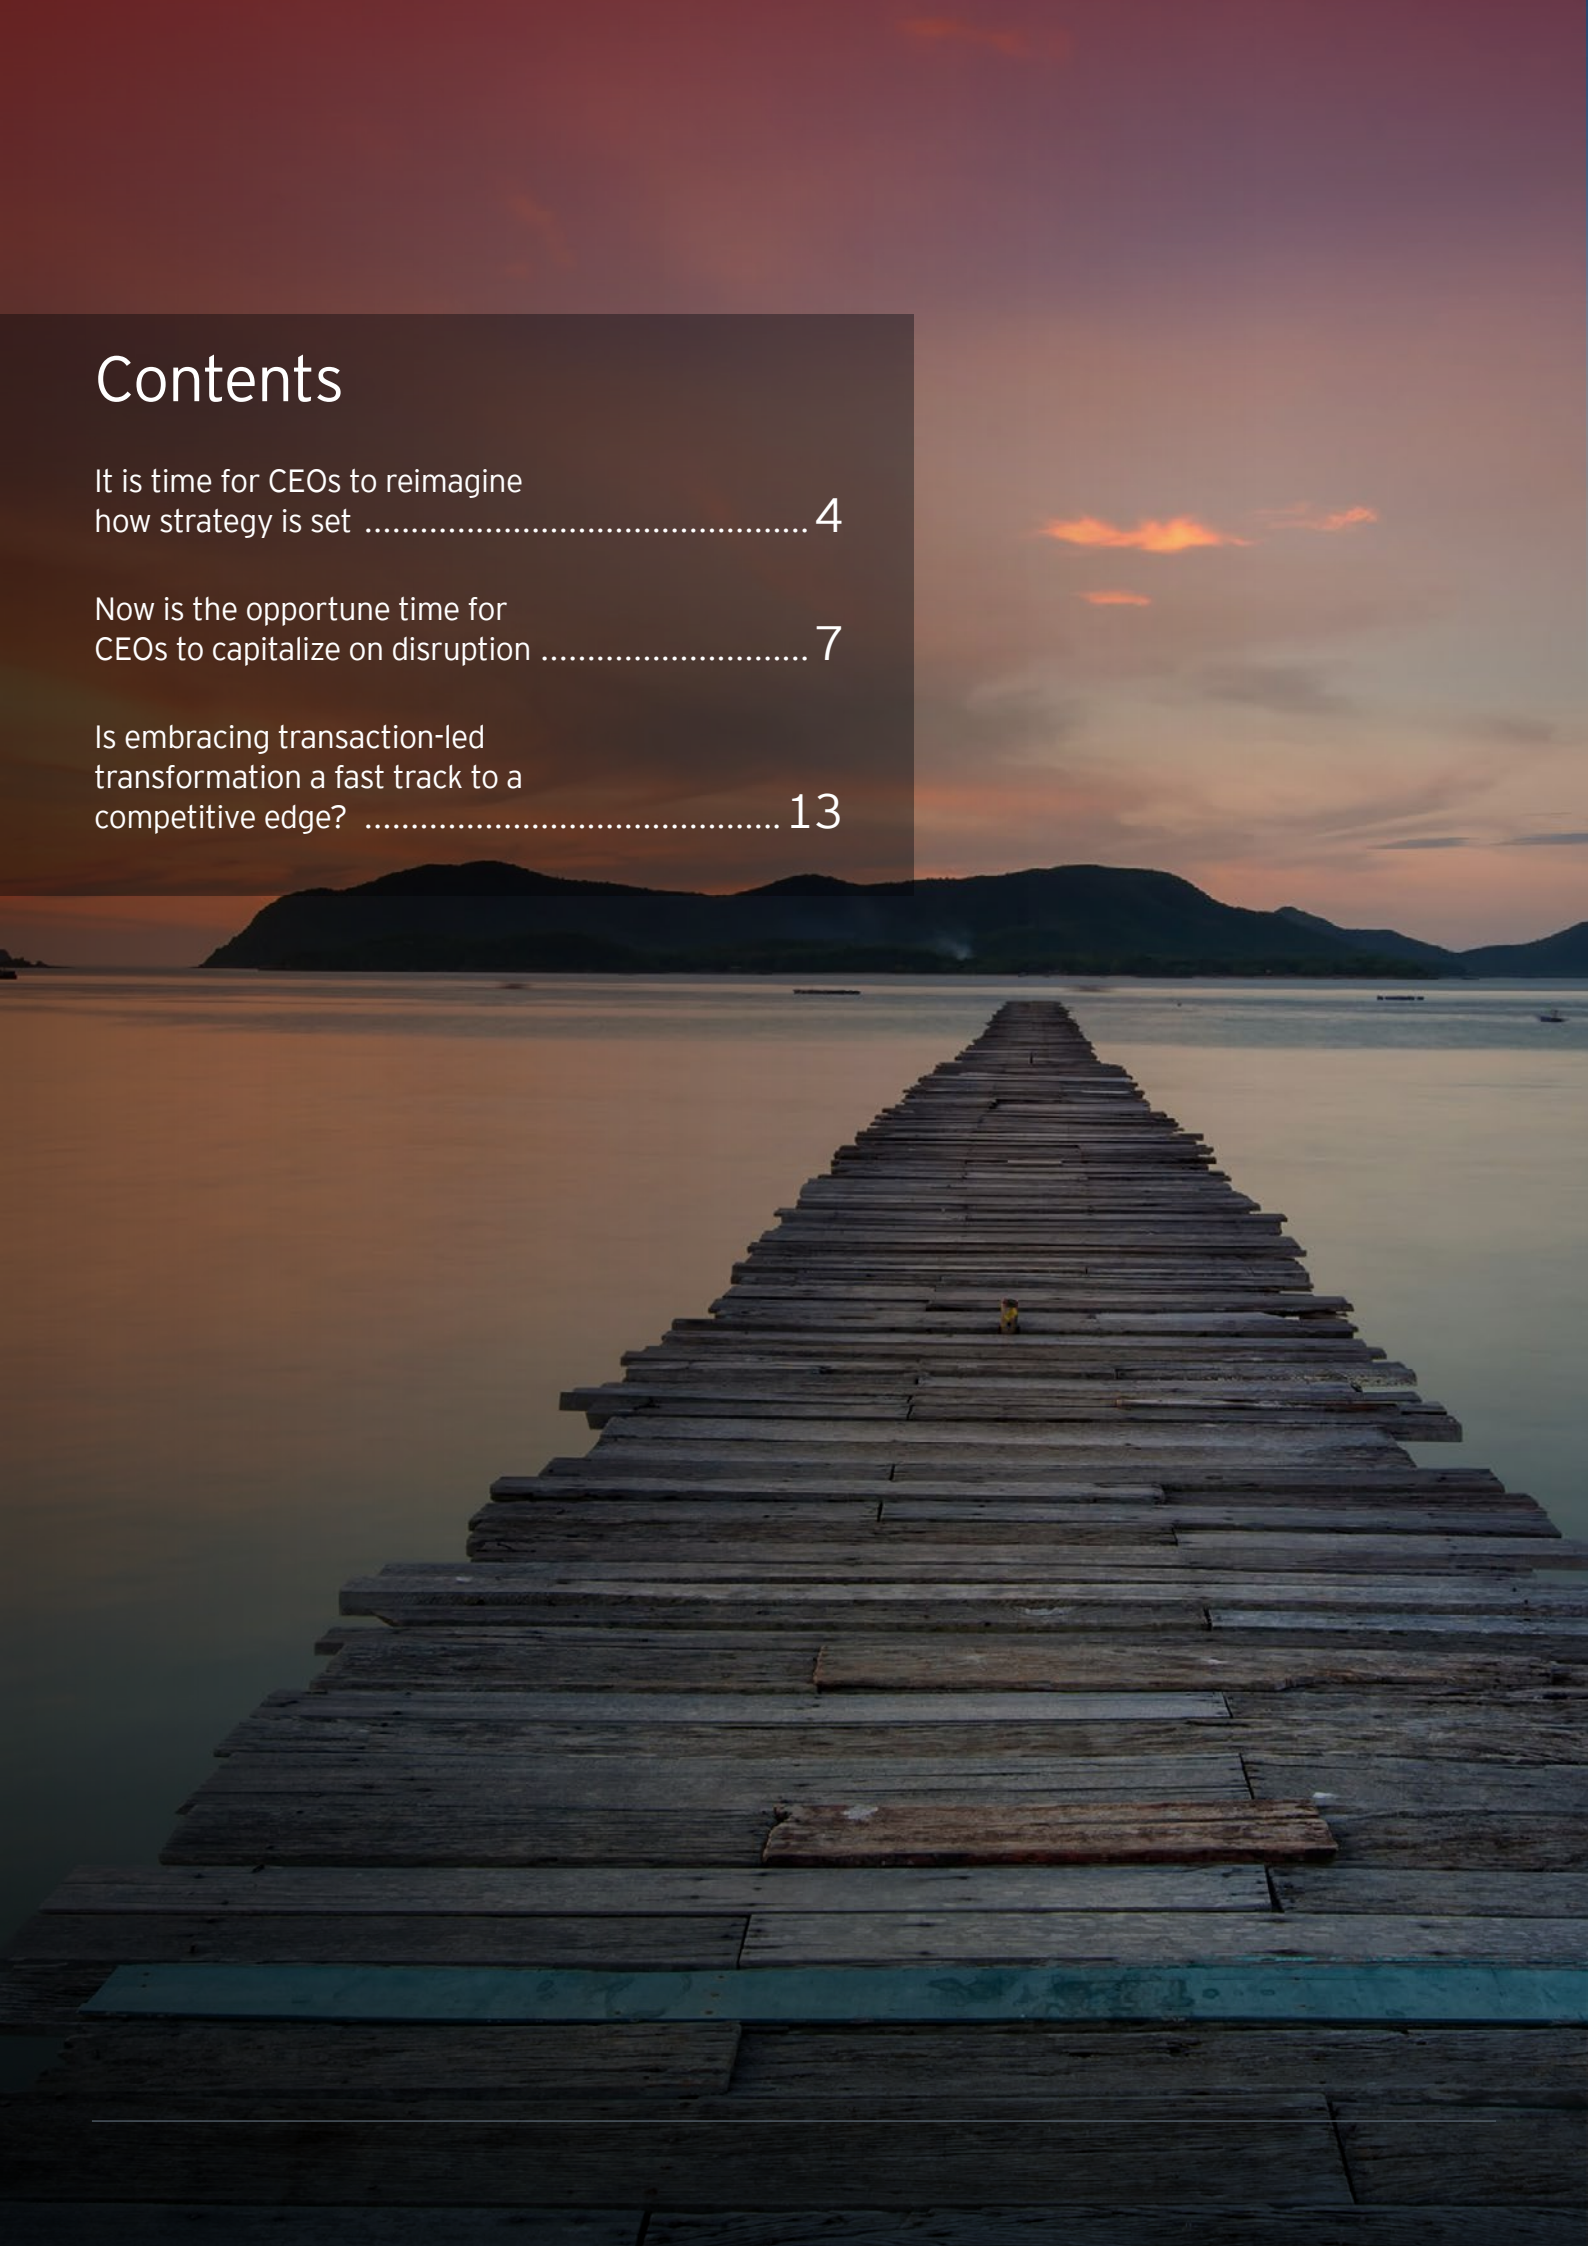 Contents
It is time for CEOs to reimagine
how strategy is set ................................................ 4
Now is the opportune time for
CEOs to capitalize on disruption ............................. 7
Is embracing transaction-led
transformation a fast track to a
competitive edge? ............................................. 13